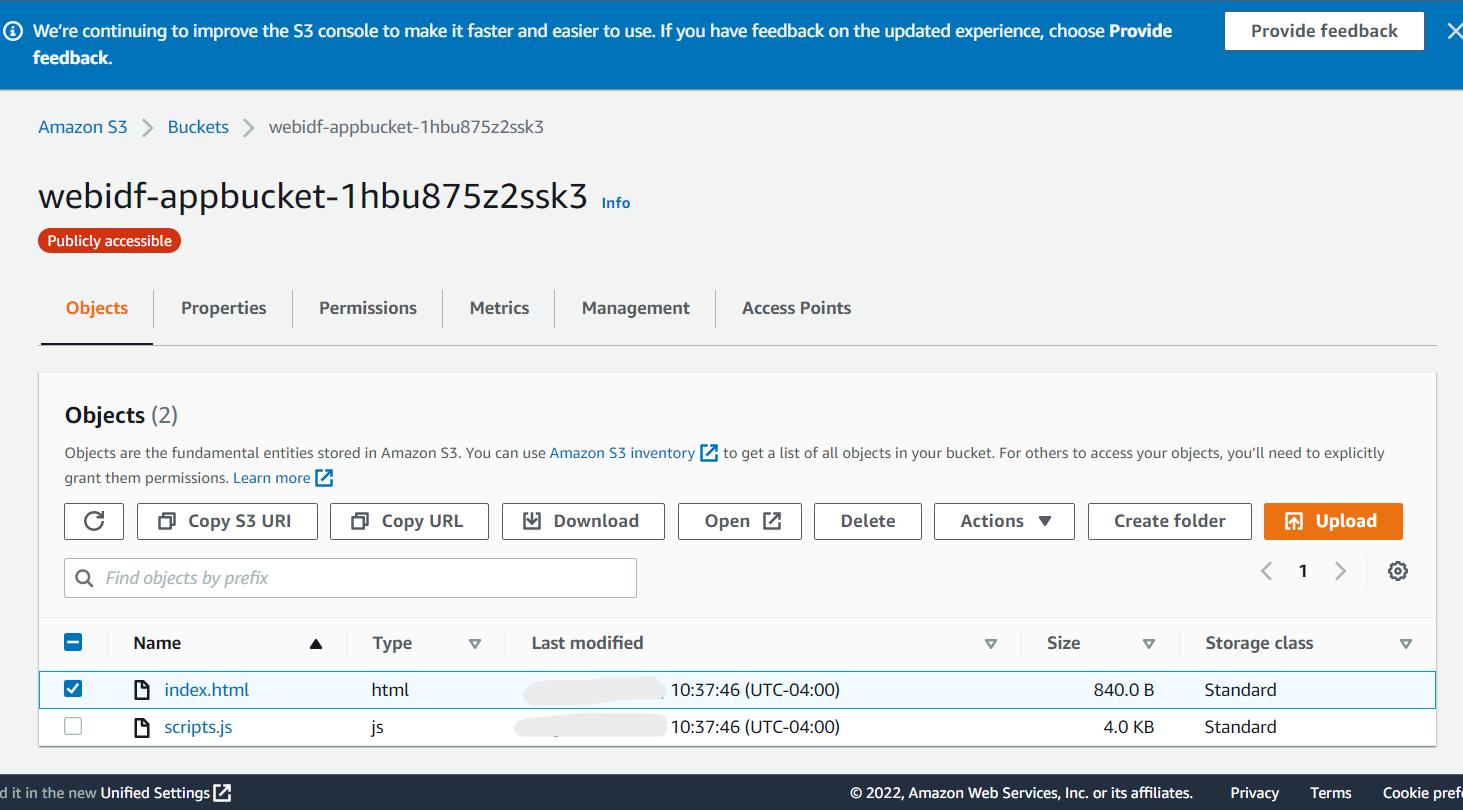 We're continuing to improve the S3 console to make it faster and easier to use. If you have feedback on the updated experience, choose Provide
feedback.
Provide feedback
Amazon S3 Buckets webidf-appbucket-1hbu875z2ssk3
webidf-appbucket-1hbu875z2ssk3 Info
Publicly accessible
Objects Properties Permissions Metrics Management Access Points
Objects (2)
Objects are the fundamental entities stored in Amazon S3. You can use Amazon S3 inventory to get a list of all objects in your bucket. For others to access your objects, you'll need to explicitly
grant them permissions. Learn more
Copy S3 URI Copy URL Download Open Delete Actions Create folder Upload
Find objects by prefix
1
Name Type Last modified Size Storage class
index.html html 10:37:46 (UTC-04:00) 840.0 B Standard
scripts.js js 10:37:46 (UTC-04:00) 4.0 KB Standard
d it in the new Unified Settings © 2022, Amazon Web Services, Inc. or its affiliates. Privacy Terms Cookie pref